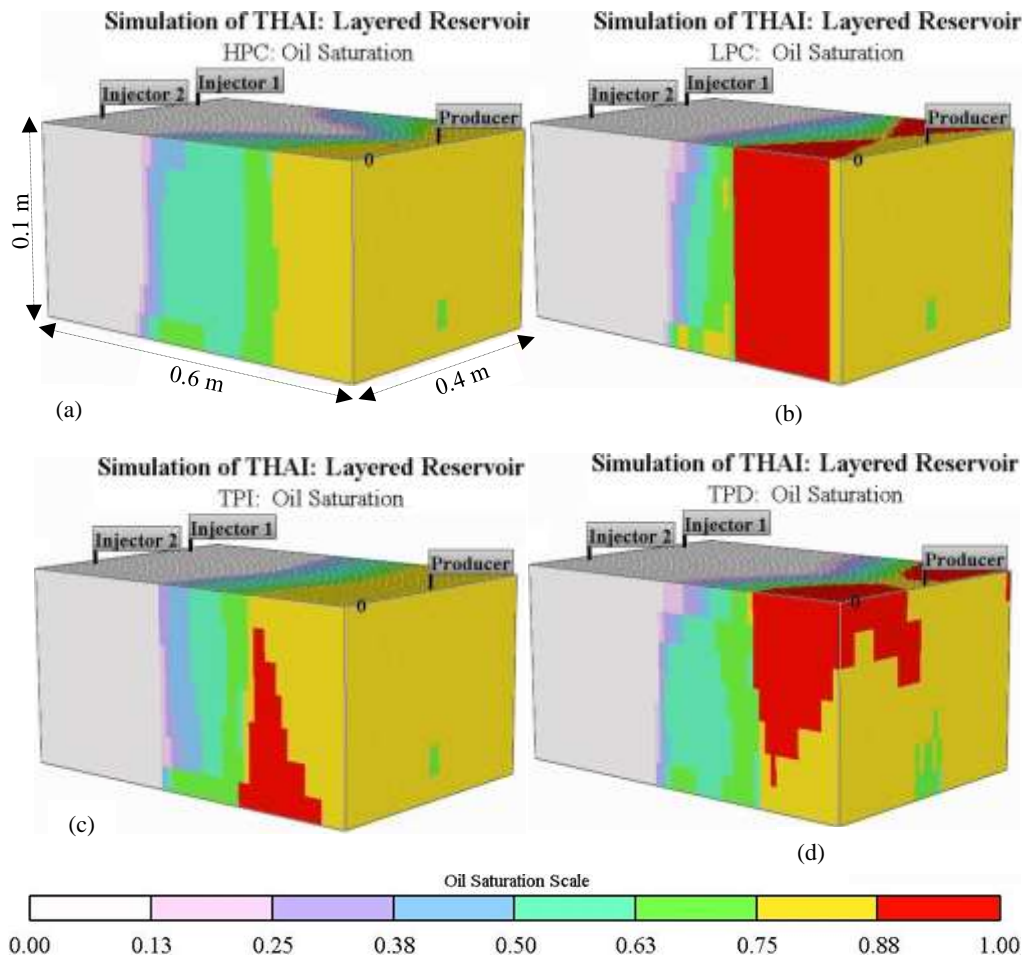 Simulation of THAI: Layered Reservoir
HPC: Oil Saturation
Injector 2
Injector 1
Producer
0
0.1 m
0.6 m
0.4 m
(a)
Simulation of THAI: Layered Reservoir
LPC: Oil Saturation
Injector 2
Injector 1
Producer
0
(b)
Simulation of THAI: Layered Reservoir
TPI: Oil Saturation
Injector 2
Injector 1
Producer
0
(c)
Simulation of THAI: Layered Reservoir
TPD: Oil Saturation
Injector 2
Injector 1
Producer
0
(d)
Oil Saturation Scale
0.00 0.13 0.25 0.38 0.50 0.63 0.75 0.88 1.00